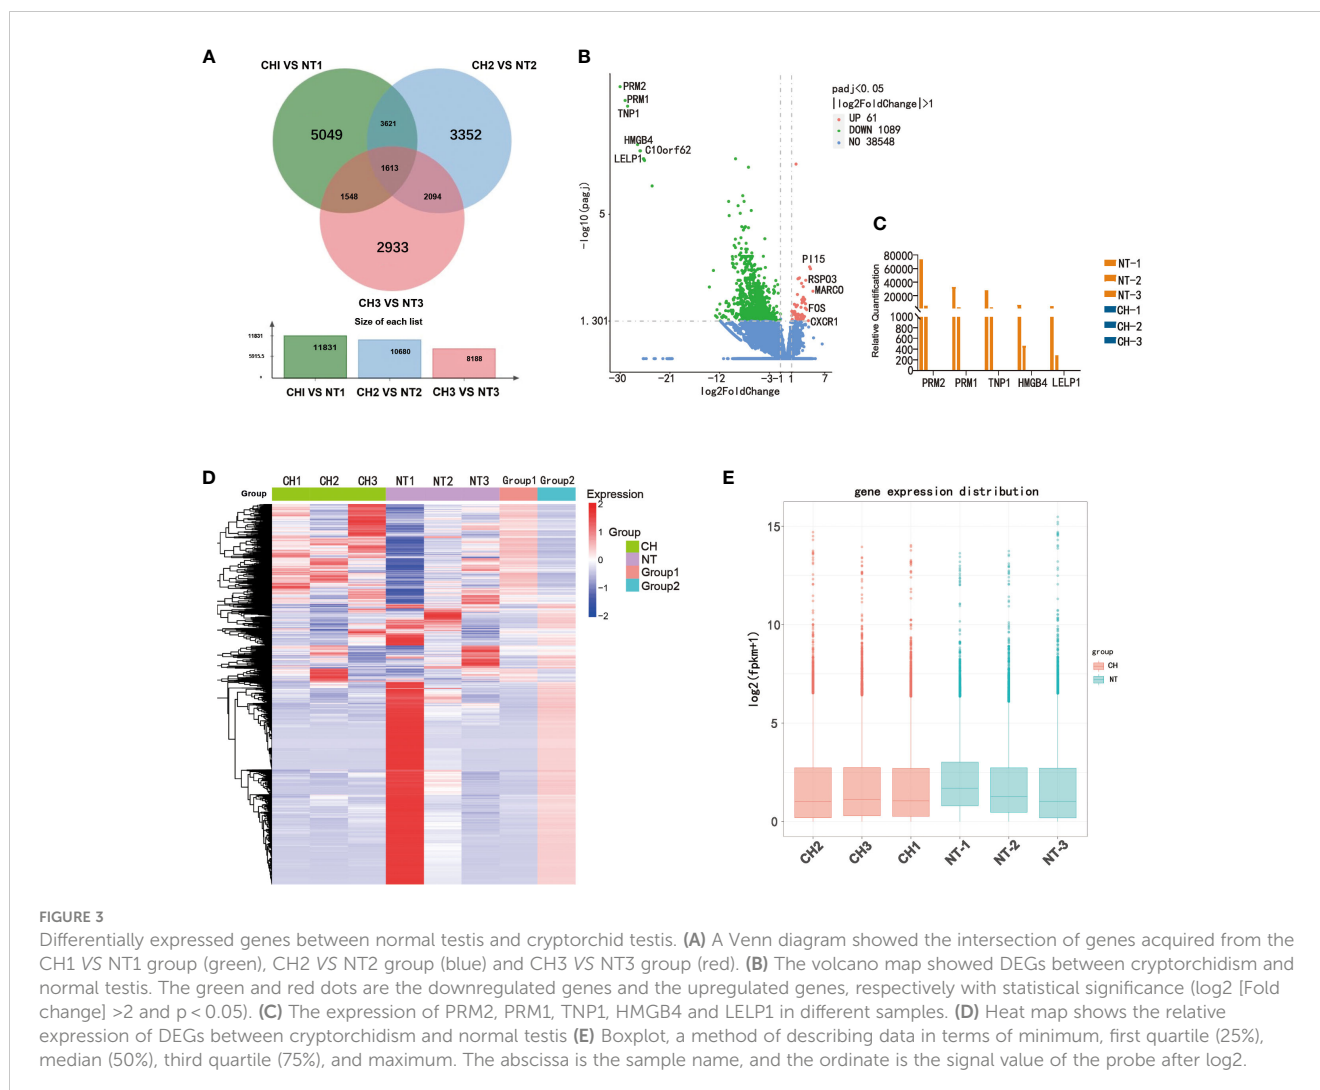 A
CHI VS NT1
CH2 VS NT2
5049
3621
3352
1613
1548
2094
2933
CH3 VS NT3
Size of each list
11831
5915.5
11831
10680
8188
CHI VS NT1
CH2 VS NT2
CH3 VS NT3
B
PRM2
PRM1
TNP1
HMGB4
C10orf62
LELP1
-log10(pagj)
5
1.301
PI15
RSPO3
MARCO
FOS
CXCR1
-30
-21
-12
-3
-1
1
7
log2FoldChange
padj<0.05
|log2FoldChange|>1
UP 61
DOWN 1089
NO 38548
C
Relative Quantification
80000
60000
40000
20000
1000
800
600
400
200
0
PRM2
PRM1
TNP1
HMGB4
LELP1
NT-1
NT-2
NT-3
CH-1
CH-2
CH-3
D
CH1
CH2
CH3
NT1
NT2
NT3
Group1
Group2
Group
Expression
2
1
0
-1
-2
Group
CH
NT
Group1
Group2
E
gene expression distribution
log2(fpkm+1)
15
10
5
0
CH2
CH3
CH1
NT-1
NT-2
NT-3
group
CH
NT
FIGURE 3
Differentially expressed genes between normal testis and cryptorchid testis. (A) A Venn diagram showed the intersection of genes acquired from the
CH1 VS NT1 group (green), CH2 VS NT2 group (blue) and CH3 VS NT3 group (red). (B) The volcano map showed DEGs between cryptorchidism and
normal testis. The green and red dots are the downregulated genes and the upregulated genes, respectively with statistical significance (log2 [Fold
change] >2 and p < 0.05). (C) The expression of PRM2, PRM1, TNP1, HMGB4 and LELP1 in different samples. (D) Heat map shows the relative
expression of DEGs between cryptorchidism and normal testis (E) Boxplot, a method of describing data in terms of minimum, first quartile (25%),
median (50%), third quartile (75%), and maximum. The abscissa is the sample name, and the ordinate is the signal value of the probe after log2.